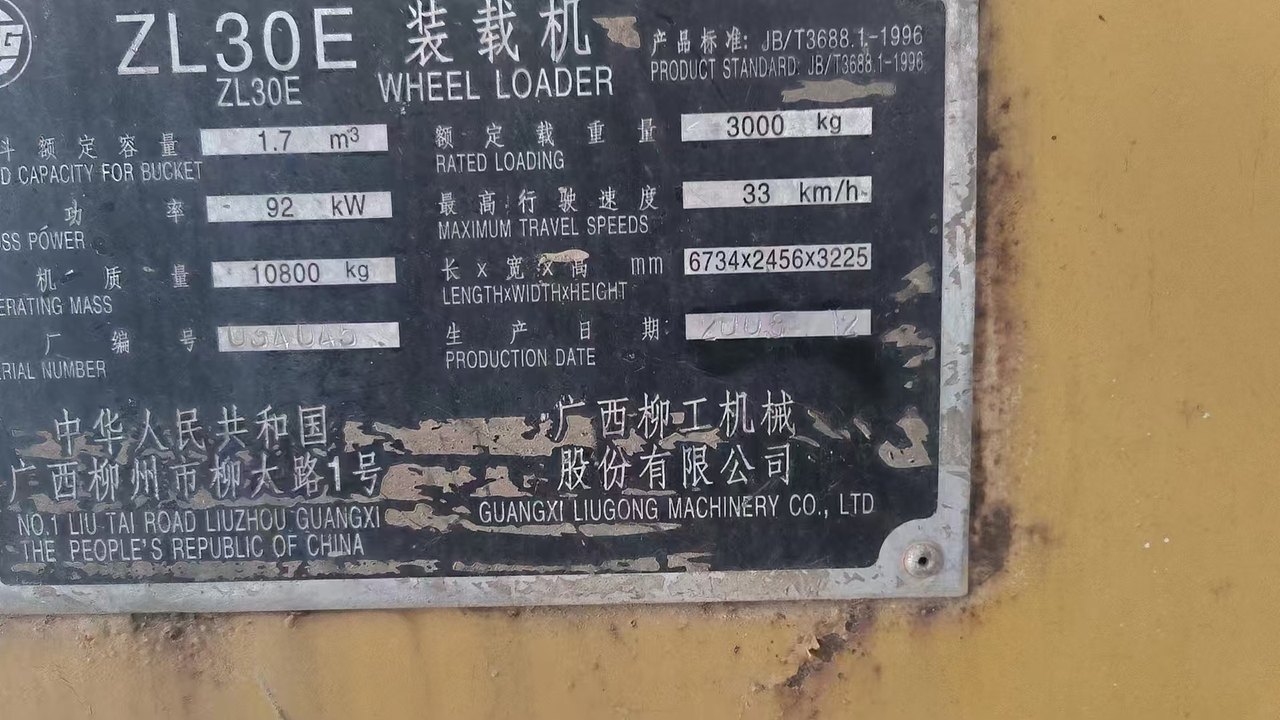 G
ZL30E 装载机
ZL30E WHEEL LOADER
产品标准: JB/T3688.1-1996
PRODUCT STANDARD: JB/T3688.1-1996
斗额定容量 1.7 m³
D CAPACITY FOR BUCKET
额定载重量 3000 kg
RATED LOADING
功率 92 kW
OSS POWER
最高行驶速度 33 km/h
MAXIMUM TRAVEL SPEEDS
机质量 10800 kg
ERATING MASS
长x宽x高 mm 6734x2456x3225
LENGTHxWIDTHxHEIGHT
厂编号
ERIAL NUMBER
生产日期:
PRODUCTION DATE
中华人民共和国
广西柳州市柳太路1号
NO.1 LIU TAI ROAD LIUZHOU GUANGXI
THE PEOPLE'S REPUBLIC OF CHINA
广西柳工机械
股份有限公司
GUANGXI LIUGONG MACHINERY CO., LTD